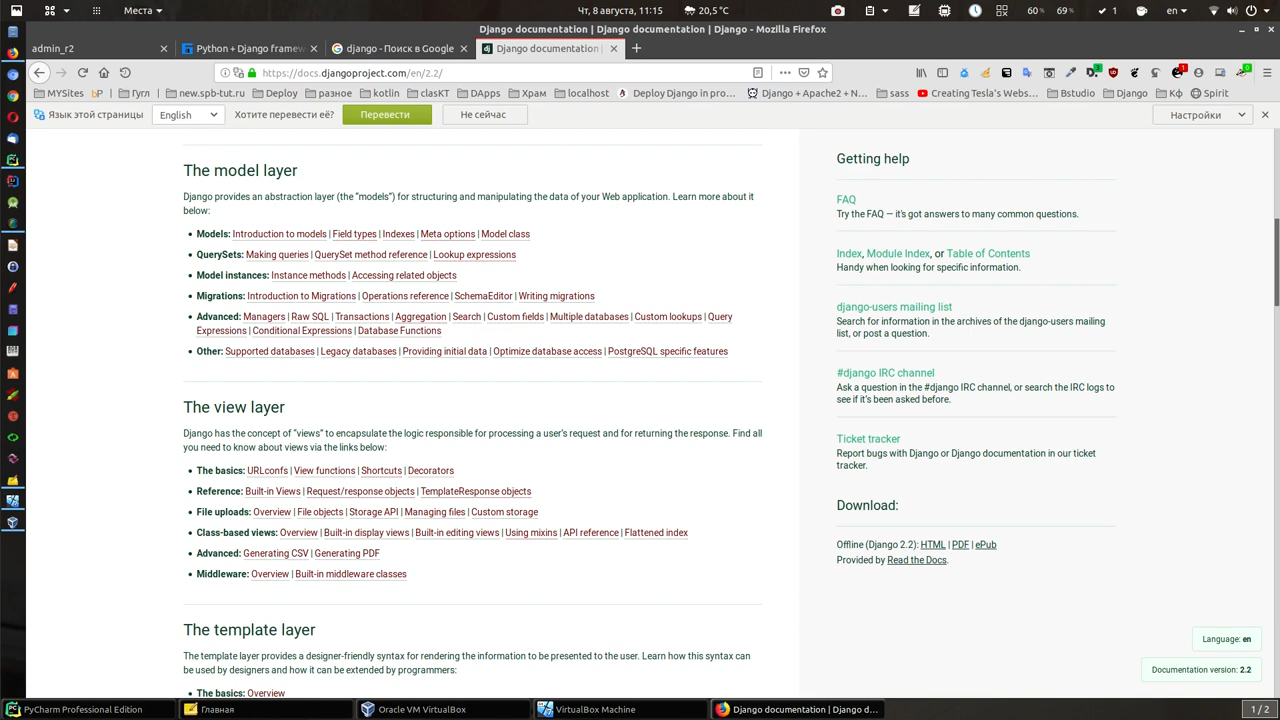 Места
Чт, 8 августа, 11:15
20,5 °C
60%
69%
1
en
Django documentation | Django documentation | Django - Mozilla Firefox
admin_r2
Python + Django framew
django - Поиск в Google
Django documentation |
https://docs.djangoproject.com/en/2.2/
MYSites
Гугл
new.spb-tut.ru
Deploy
разное
kotlin
claskT
DApps
Храм
localhost
Deploy Django in pro…
Django + Apache2 + N…
sass
Creating Tesla's Webs…
Bstudio
Django
Кф
Spirit
Язык этой страницы
English
Хотите перевести её?
Перевести
Не сейчас
Настройки
The model layer
Django provides an abstraction layer (the “models”) for structuring and manipulating the data of your Web application. Learn more about it
below:
• Models: Introduction to models | Field types | Indexes | Meta options | Model class
• QuerySets: Making queries | QuerySet method reference | Lookup expressions
• Model instances: Instance methods | Accessing related objects
• Migrations: Introduction to Migrations | Operations reference | SchemaEditor | Writing migrations
• Advanced: Managers | Raw SQL | Transactions | Aggregation | Search | Custom fields | Multiple databases | Custom lookups | Query
Expressions | Conditional Expressions | Database Functions
• Other: Supported databases | Legacy databases | Providing initial data | Optimize database access | PostgreSQL specific features
The view layer
Django has the concept of “views” to encapsulate the logic responsible for processing a user’s request and for returning the response. Find all
you need to know about views via the links below:
• The basics: URLconfs | View functions | Shortcuts | Decorators
• Reference: Built-in Views | Request/response objects | TemplateResponse objects
• File uploads: Overview | File objects | Storage API | Managing files | Custom storage
• Class-based views: Overview | Built-in display views | Built-in editing views | Using mixins | API reference | Flattened index
• Advanced: Generating CSV | Generating PDF
• Middleware: Overview | Built-in middleware classes
The template layer
The template layer provides a designer-friendly syntax for rendering the information to be presented to the user. Learn how this syntax can
be used by designers and how it can be extended by programmers:
• The basics: Overview
Getting help
FAQ
Try the FAQ — it's got answers to many common questions.
Index, Module Index, or Table of Contents
Handy when looking for specific information.
django-users mailing list
Search for information in the archives of the django-users mailing
list, or post a question.
#django IRC channel
Ask a question in the #django IRC channel, or search the IRC logs to
see if it’s been asked before.
Ticket tracker
Report bugs with Django or Django documentation in our ticket
tracker.
Download:
Offline (Django 2.2): HTML | PDF | ePub
Provided by Read the Docs.
Language: en
Documentation version: 2.2
PyCharm Professional Edition
Главная
Oracle VM VirtualBox
VirtualBox Machine
Django documentation | Django d…
1 / 2